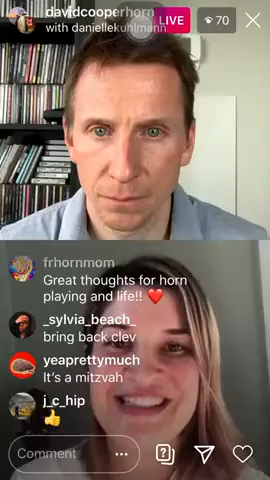 davidcooperhorn
with daniellekuhlmann
LIVE
70
frhornmom
Great thoughts for horn
playing and life!! ❤️
_sylvia_beach_
bring back clev
yeaprettymuch
It's a mitzvah
j_c_hip
👍
Comment